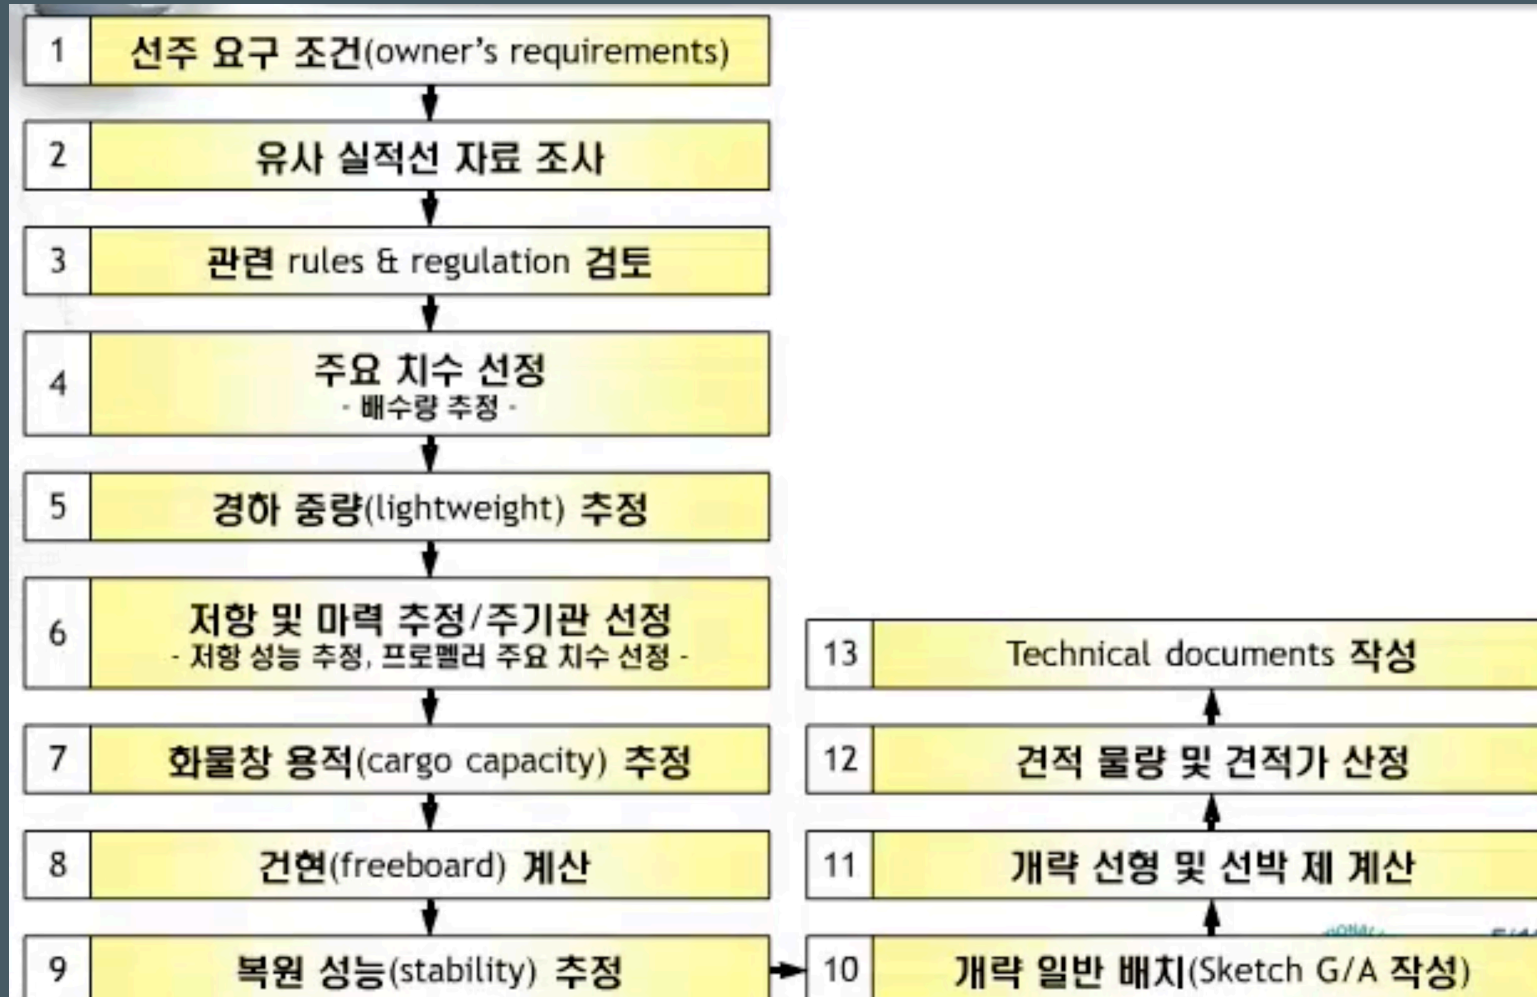 1
선주 요구 조건(owner's requirements)
2
유사 실적선 자료 조사
3
관련 rules & regulation 검토
4
주요 치수 선정
- 배수량 추정 -
5
경하 중량(lightweight) 추정
6
저항 및 마력 추정/주기관 선정
- 저항 성능 추정, 프로펠러 주요 치수 선정 -
7
화물창 용적(cargo capacity) 추정
8
건현(freeboard) 계산
9
복원 성능(stability) 추정
10
개략 일반 배치(Sketch G/A 작성)
11
개략 선형 및 선박 제 계산
12
견적 물량 및 견적가 산정
13
Technical documents 작성